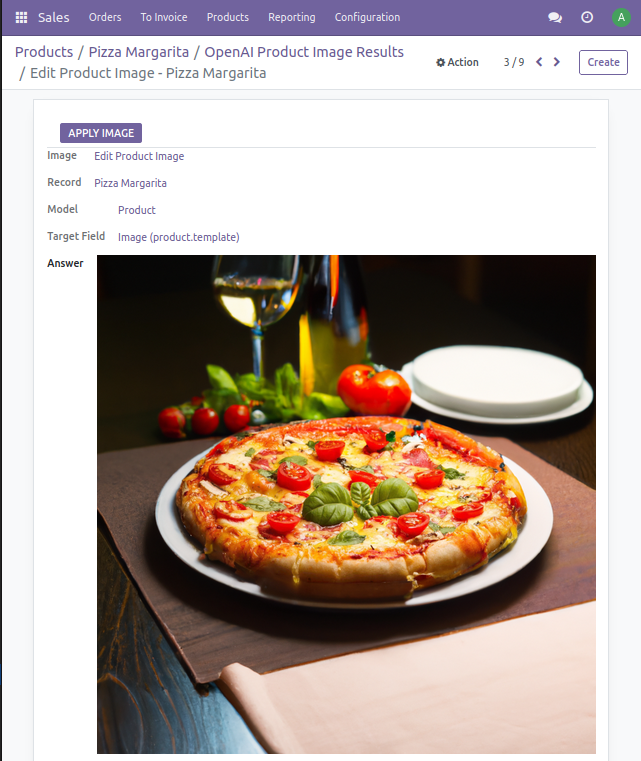 Sales Orders To Invoice Products Reporting Configuration A
Products / Pizza Margarita / OpenAI Product Image Results
/ Edit Product Image - Pizza Margarita
Action 3 / 9 Create
APPLY IMAGE
Image Edit Product Image
Record Pizza Margarita
Model Product
Target Field Image (product.template)
Answer